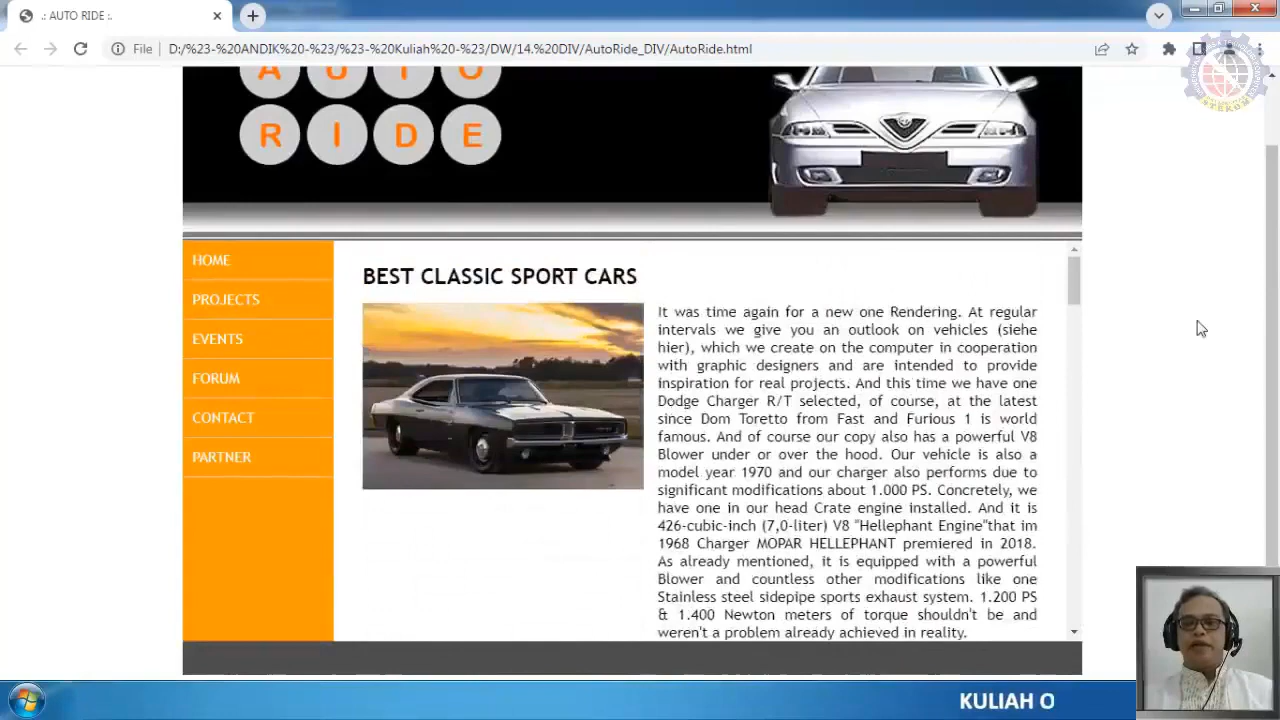 .: AUTO RIDE :.
File D:/%23-%20ANDIK%20-%23/%23-%20Kuliah%20-%23/DW/14.%20DIV/AutoRide_DIV/AutoRide.html
A U T O
R I D E
STEKOM
HOME
PROJECTS
EVENTS
FORUM
CONTACT
PARTNER
BEST CLASSIC SPORT CARS
It was time again for a new one Rendering. At regular
intervals we give you an outlook on vehicles (siehe
hier), which we create on the computer in cooperation
with graphic designers and are intended to provide
inspiration for real projects. And this time we have one
Dodge Charger R/T selected, of course, at the latest
since Dom Toretto from Fast and Furious 1 is world
famous. And of course our copy also has a powerful V8
Blower under or over the hood. Our vehicle is also a
model year 1970 and our charger also performs due to
significant modifications about 1.000 PS. Concretely, we
have one in our head Crate engine installed. And it is
426-cubic-inch (7,0-liter) V8 "Hellephant Engine"that im
1968 Charger MOPAR HELLEPHANT premiered in 2018.
As already mentioned, it is equipped with a powerful
Blower and countless other modifications like one
Stainless steel sidepipe sports exhaust system. 1.200 PS
& 1.400 Newton meters of torque shouldn't be and
weren't a problem already achieved in reality.
KULIAH O